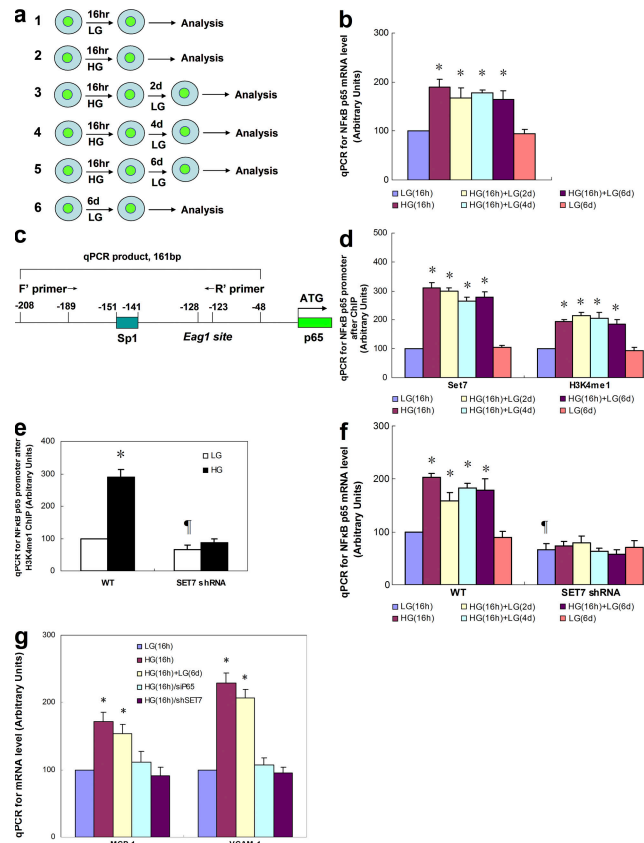 a
1 16hr LG Analysis
2 16hr HG Analysis
3 16hr HG 2d LG Analysis
4 16hr HG 4d LG Analysis
5 16hr HG 6d LG Analysis
6 6d LG Analysis
b
qPCR for NFκB p65 mRNA level
(Arbitrary Units)
300
200
100
0
*
*
*
*
LG(16h) HG(16h)+LG(2d) HG(16h)+LG(6d)
HG(16h) HG(16h)+LG(4d) LG(6d)
c
qPCR product, 161bp
F' primer→ ←R' primer
-208 -189 -151 -141 -128 -123 -48 ATG
Sp1 Eag1 site p65
d
qPCR for NFκB p65 promoter
after ChIP
(Arbitrary Units)
400
300
200
100
0
* * * * * * * *
Set7 H3K4me1
LG(16h) HG(16h)+LG(2d) HG(16h)+LG(6d)
HG(16h) HG(16h)+LG(4d) LG(6d)
e
qPCR for NFκB p65 promoter after
H3K4me1 ChIP (Arbitrary Units)
400
300
200
100
0
LG
HG
*
¶
WT SET7 shRNA
f
qPCR for NFκB p65 mRNA level
(Arbitrary Units)
300
200
100
0
* * * *
¶
WT SET7 shRNA
LG(16h) HG(16h)+LG(2d) HG(16h)+LG(6d)
HG(16h) HG(16h)+LG(4d) LG(6d)
g
qPCR for mRNA level (Arbitrary Units)
300
200
100
0
LG(16h)
HG(16h)
HG(16h)+LG(6d)
HG(16h)/siP65
HG(16h)/shSET7
* * * *